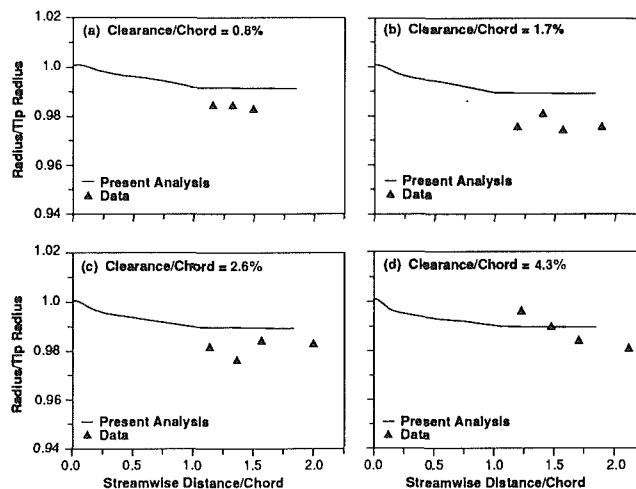 (a) Clearance/Chord = 0.8%
(b) Clearance/Chord = 1.7%
1.02
1.0
0.98
0.96
0.94
Radius/Tip Radius
— Present Analysis
▲ Data
— Present Analysis
▲ Data
(c) Clearance/Chord = 2.6%
(d) Clearance/Chord = 4.3%
1.02
1.0
0.98
0.96
0.94
Radius/Tip Radius
— Present Analysis
▲ Data
— Present Analysis
▲ Data
0.0 0.5 1.0 1.5 2.0
0.0 0.5 1.0 1.5 2.0
Streamwise Distance/Chord
Streamwise Distance/Chord